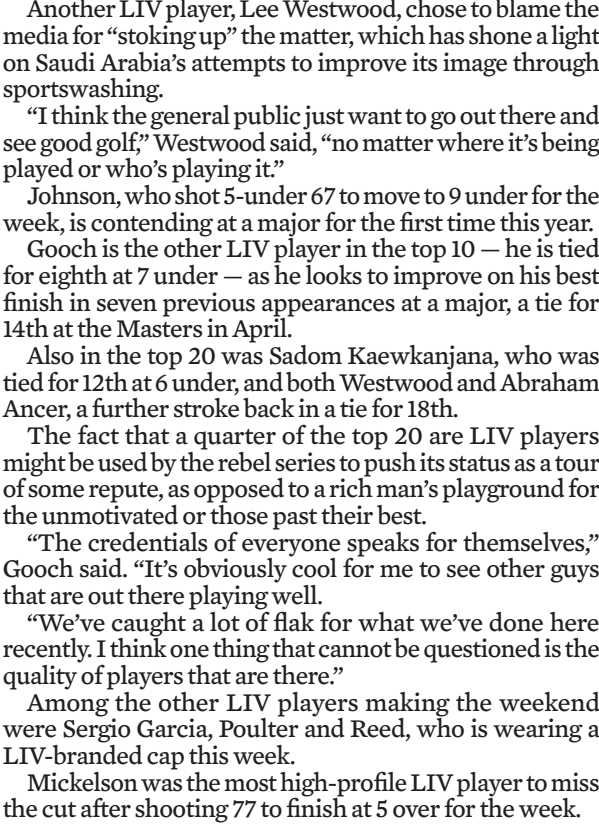 Another LIV player, Lee Westwood, chose to blame the
media for “stoking up” the matter, which has shone a light
on Saudi Arabia’s attempts to improve its image through
sportswashing.
“I think the general public just want to go out there and
see good golf,” Westwood said, “no matter where it’s being
played or who’s playing it.”
Johnson, who shot 5-under 67 to move to 9 under for the
week, is contending at a major for the first time this year.
Gooch is the other LIV player in the top 10 — he is tied
for eighth at 7 under — as he looks to improve on his best
finish in seven previous appearances at a major, a tie for
14th at the Masters in April.
Also in the top 20 was Sadom Kaewkanjana, who was
tied for 12th at 6 under, and both Westwood and Abraham
Ancer, a further stroke back in a tie for 18th.
The fact that a quarter of the top 20 are LIV players
might be used by the rebel series to push its status as a tour
of some repute, as opposed to a rich man’s playground for
the unmotivated or those past their best.
“The credentials of everyone speaks for themselves,”
Gooch said. “It’s obviously cool for me to see other guys
that are out there playing well.
“We’ve caught a lot of flak for what we’ve done here
recently. I think one thing that cannot be questioned is the
quality of players that are there.”
Among the other LIV players making the weekend
were Sergio Garcia, Poulter and Reed, who is wearing a
LIV-branded cap this week.
Mickelson was the most high-profile LIV player to miss
the cut after shooting 77 to finish at 5 over for the week.